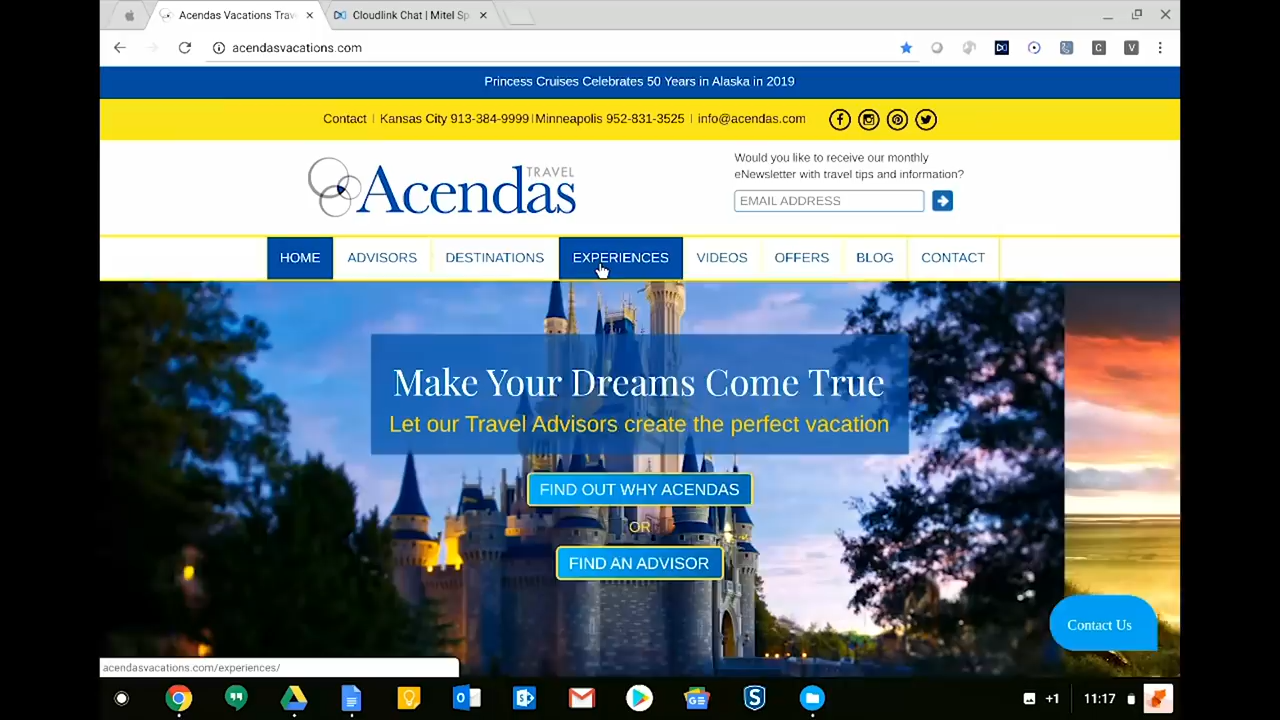 Acendas Vacations Trav
Cloudlink Chat | Mitel Sp
acendasvacations.com
C
V
Princess Cruises Celebrates 50 Years in Alaska in 2019
Contact | Kansas City 913-384-9999 | Minneapolis 952-831-3525 | info@acendas.com
TRAVEL
Acendas
Would you like to receive our monthly
eNewsletter with travel tips and information?
EMAIL ADDRESS
HOME ADVISORS DESTINATIONS EXPERIENCES VIDEOS OFFERS BLOG CONTACT
Make Your Dreams Come True
Let our Travel Advisors create the perfect vacation
FIND OUT WHY ACENDAS
OR
FIND AN ADVISOR
Contact Us
acendasvacations.com/experiences/
+1 11:17